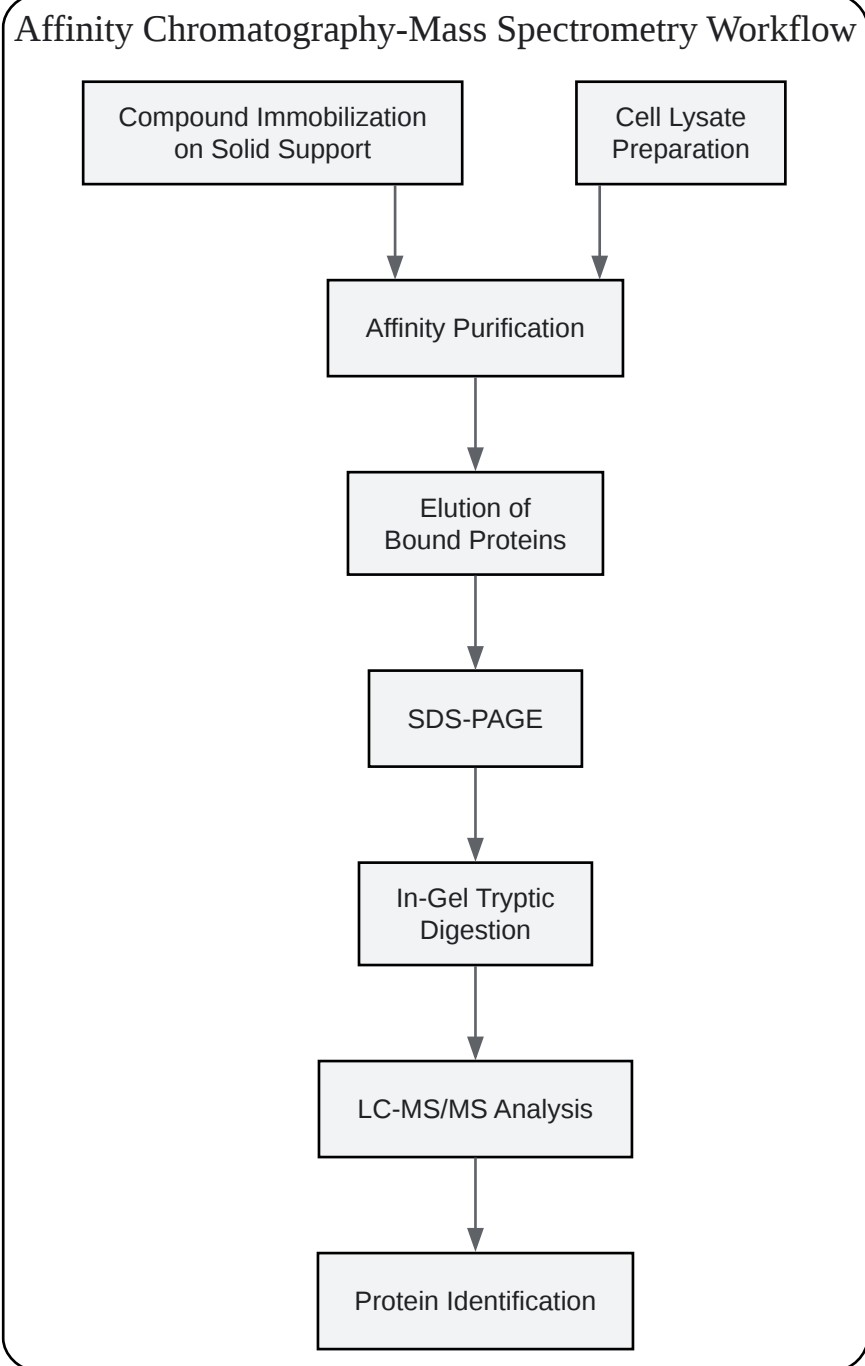 Affinity Chromatography-Mass Spectrometry Workflow
Compound Immobilization
on Solid Support
Cell Lysate
Preparation
Affinity Purification
Elution of
Bound Proteins
SDS-PAGE
In-Gel Tryptic
Digestion
LC-MS/MS Analysis
Protein Identification